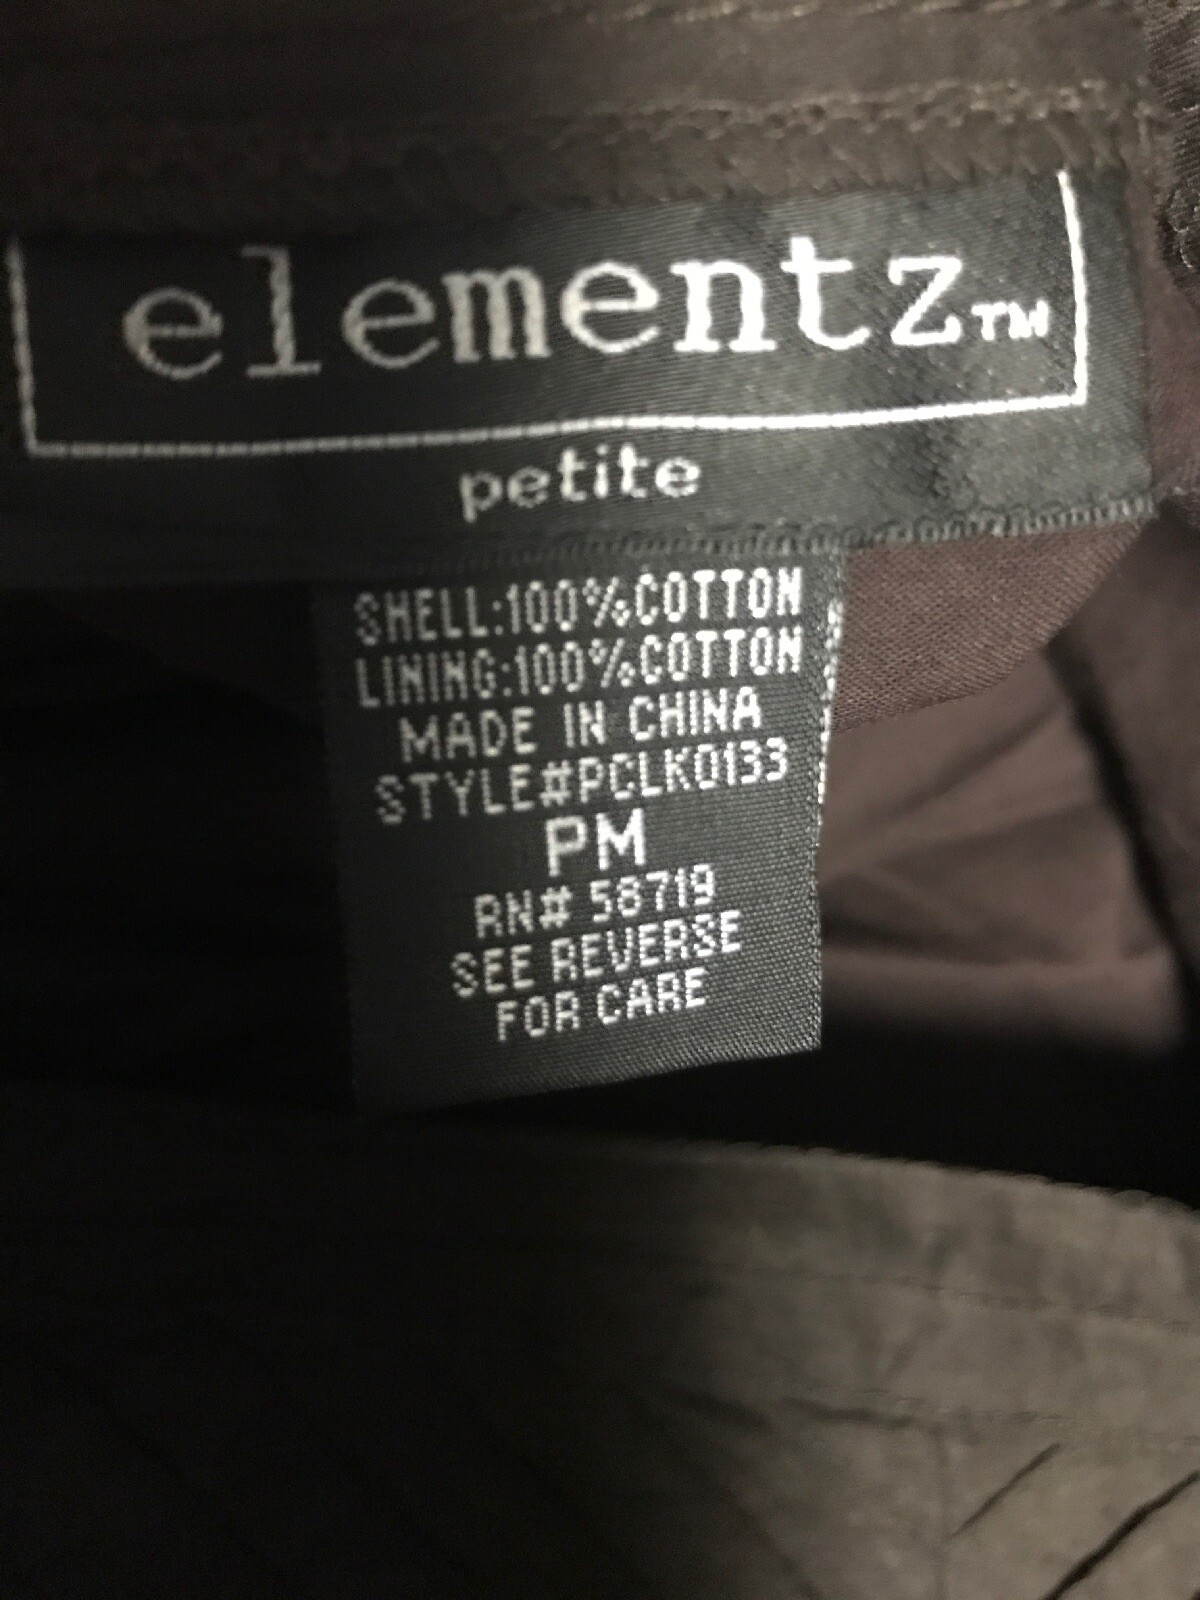 elementz™
petite
SHELL:100%COTTON
LINING:100%COTTON
MADE IN CHINA
STYLE#PCLK0133
PM
RN# 58719
SEE REVERSE
FOR CARE